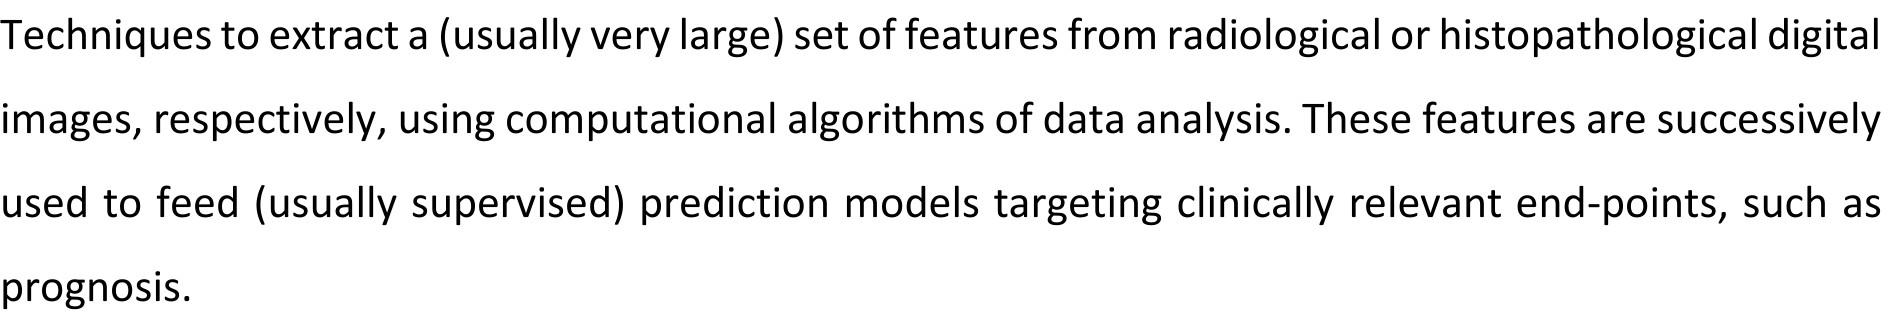 Techniques to extract a (usually very large) set of features from radiological or histopathological digital
images, respectively, using computational algorithms of data analysis. These features are successively
used to feed (usually supervised) prediction models targeting clinically relevant end-points, such as
prognosis.